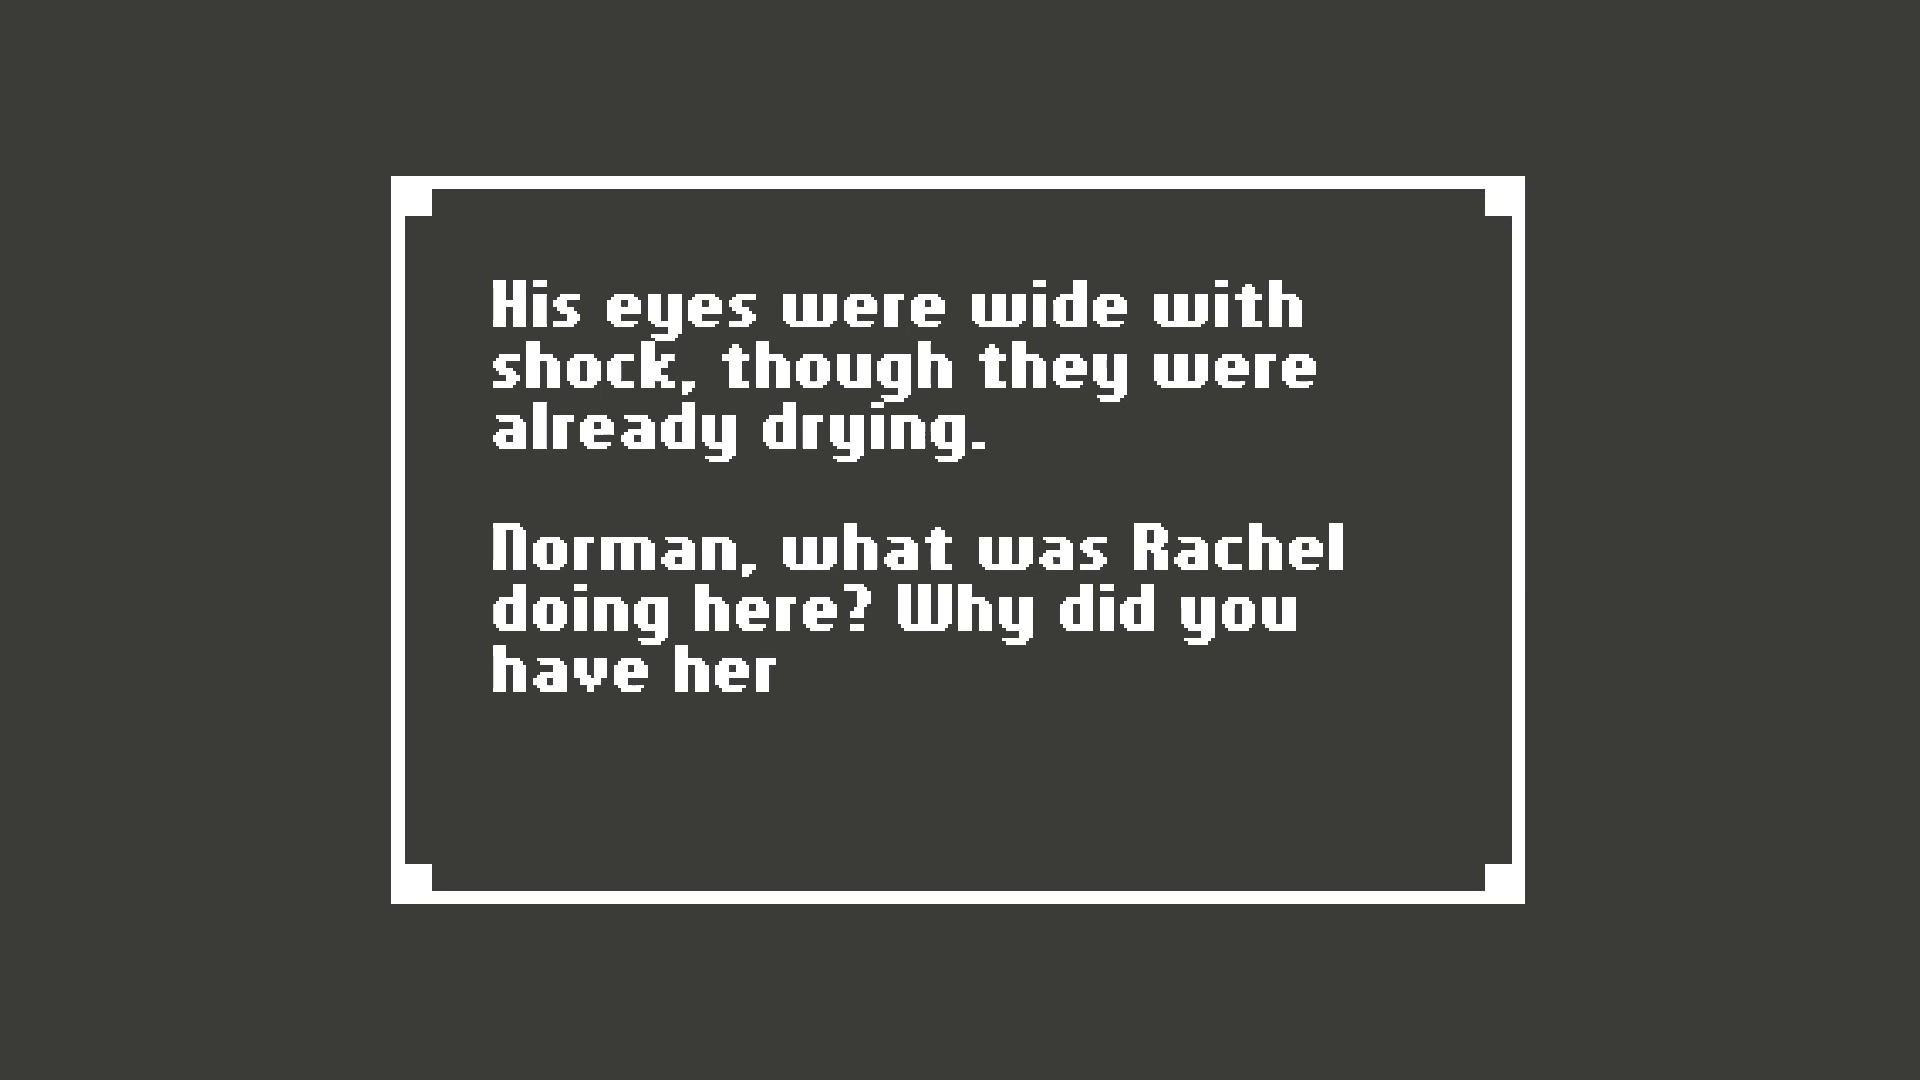 His eyes were wide with
shock, though they were
already drying.
Norman, what was Rachel
doing here? Why did you
have her